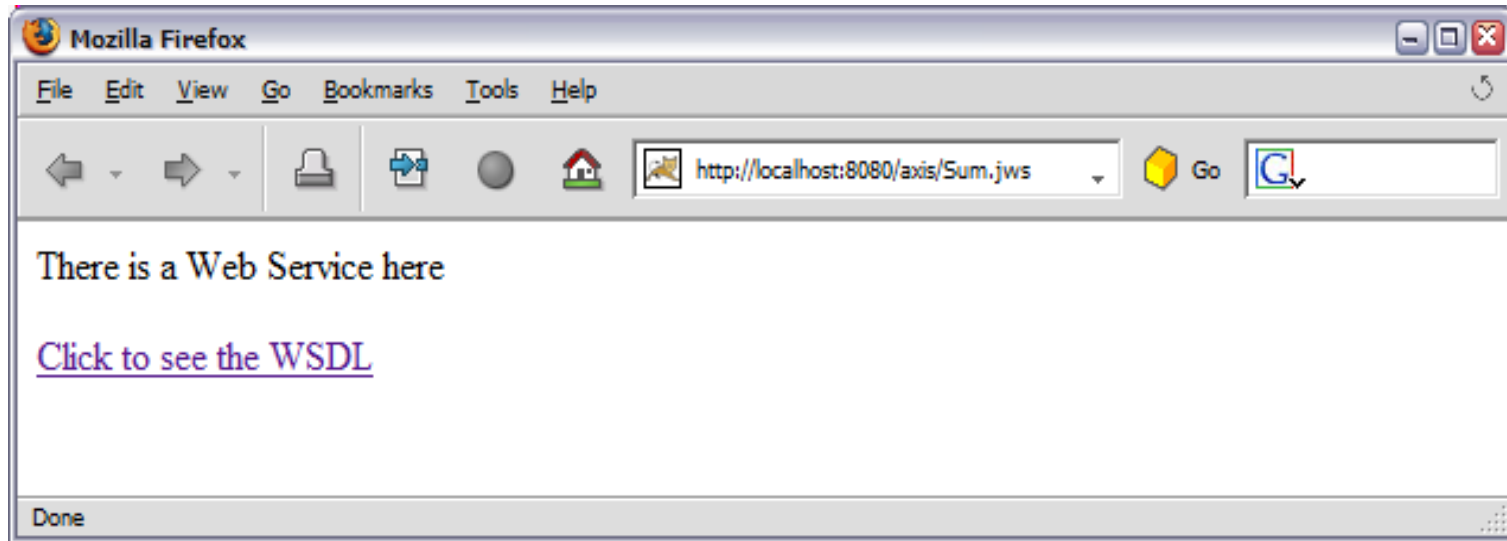 Mozilla Firefox
File Edit View Go Bookmarks Tools Help
http://localhost:8080/axis/Sum.jws Go G
There is a Web Service here
Click to see the WSDL
Done